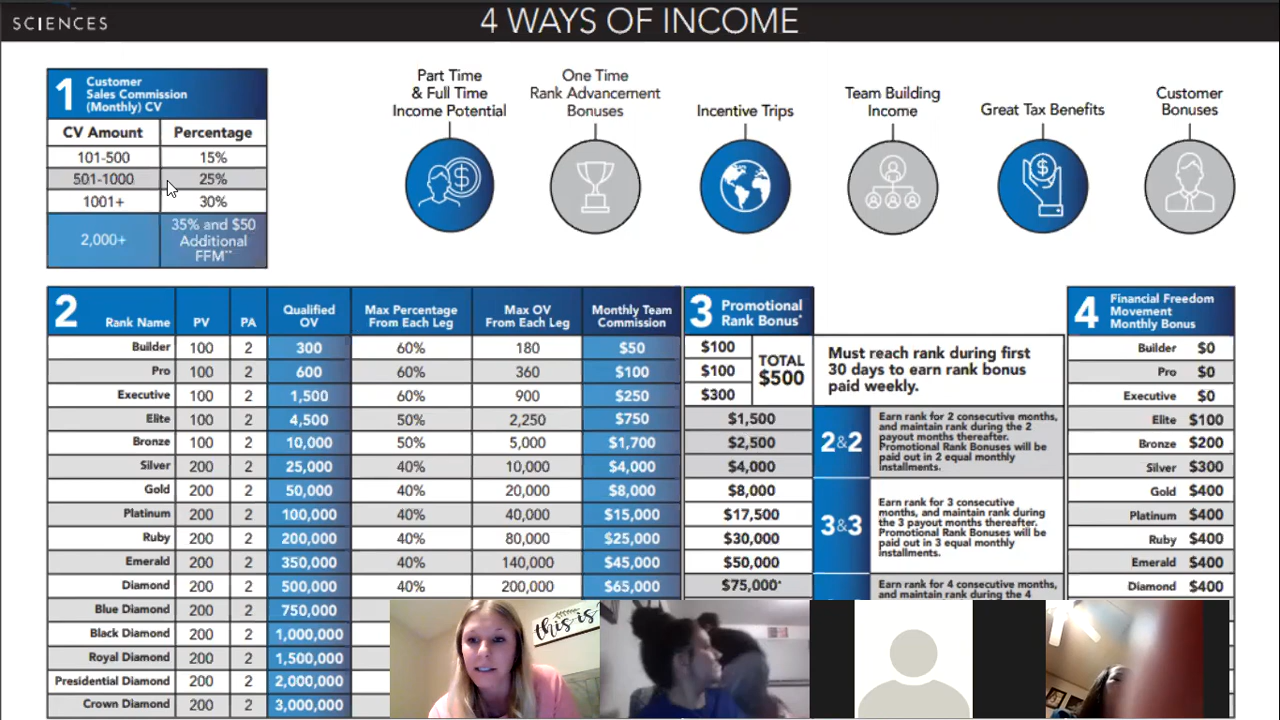 SCIENCES
4 WAYS OF INCOME
1 Customer
Sales Commission
(Monthly) CV
CV Amount Percentage
101-500 15%
501-1000 25%
1001+ 30%
2,000+ 35% and $50
Additional
FFM**
Part Time
& Full Time
Income Potential
One Time
Rank Advancement
Bonuses
Incentive Trips
Team Building
Income
Great Tax Benefits
Customer
Bonuses
2 Rank Name PV PA Qualified OV Max Percentage From Each Leg Max OV From Each Leg Monthly Team Commission
Builder 100 2 300 60% 180 $50
Pro 100 2 600 60% 360 $100
Executive 100 2 1,500 60% 900 $250
Elite 100 2 4,500 50% 2,250 $750
Bronze 100 2 10,000 50% 5,000 $1,700
Silver 200 2 25,000 40% 10,000 $4,000
Gold 200 2 50,000 40% 20,000 $8,000
Platinum 200 2 100,000 40% 40,000 $15,000
Ruby 200 2 200,000 40% 80,000 $25,000
Emerald 200 2 350,000 40% 140,000 $45,000
Diamond 200 2 500,000 40% 200,000 $65,000
Blue Diamond 200 2 750,000
Black Diamond 200 2 1,000,000
Royal Diamond 200 2 1,500,000
Presidential Diamond 200 2 2,000,000
Crown Diamond 200 2 3,000,000
3 Promotional
Rank Bonus*
$100
$100
$300
TOTAL
$500
Must reach rank during first
30 days to earn rank bonus
paid weekly.
$1,500
$2,500
$4,000
2&2
Earn rank for 2 consecutive months,
and maintain rank during the 2
payout months thereafter.
Promotional Rank Bonuses will be
paid out in 2 equal monthly
installments.
$8,000
$17,500
$30,000
$50,000
3&3
Earn rank for 3 consecutive
months, and maintain rank during
the 3 payout months thereafter.
Promotional Rank Bonuses will be
paid out in 3 equal monthly
installments.
$75,000*
Earn rank for 4 consecutive months,
and maintain rank during the 4
4 Financial Freedom
Movement
Monthly Bonus
Builder $0
Pro $0
Executive $0
Elite $100
Bronze $200
Silver $300
Gold $400
Platinum $400
Ruby $400
Emerald $400
Diamond $400
this is